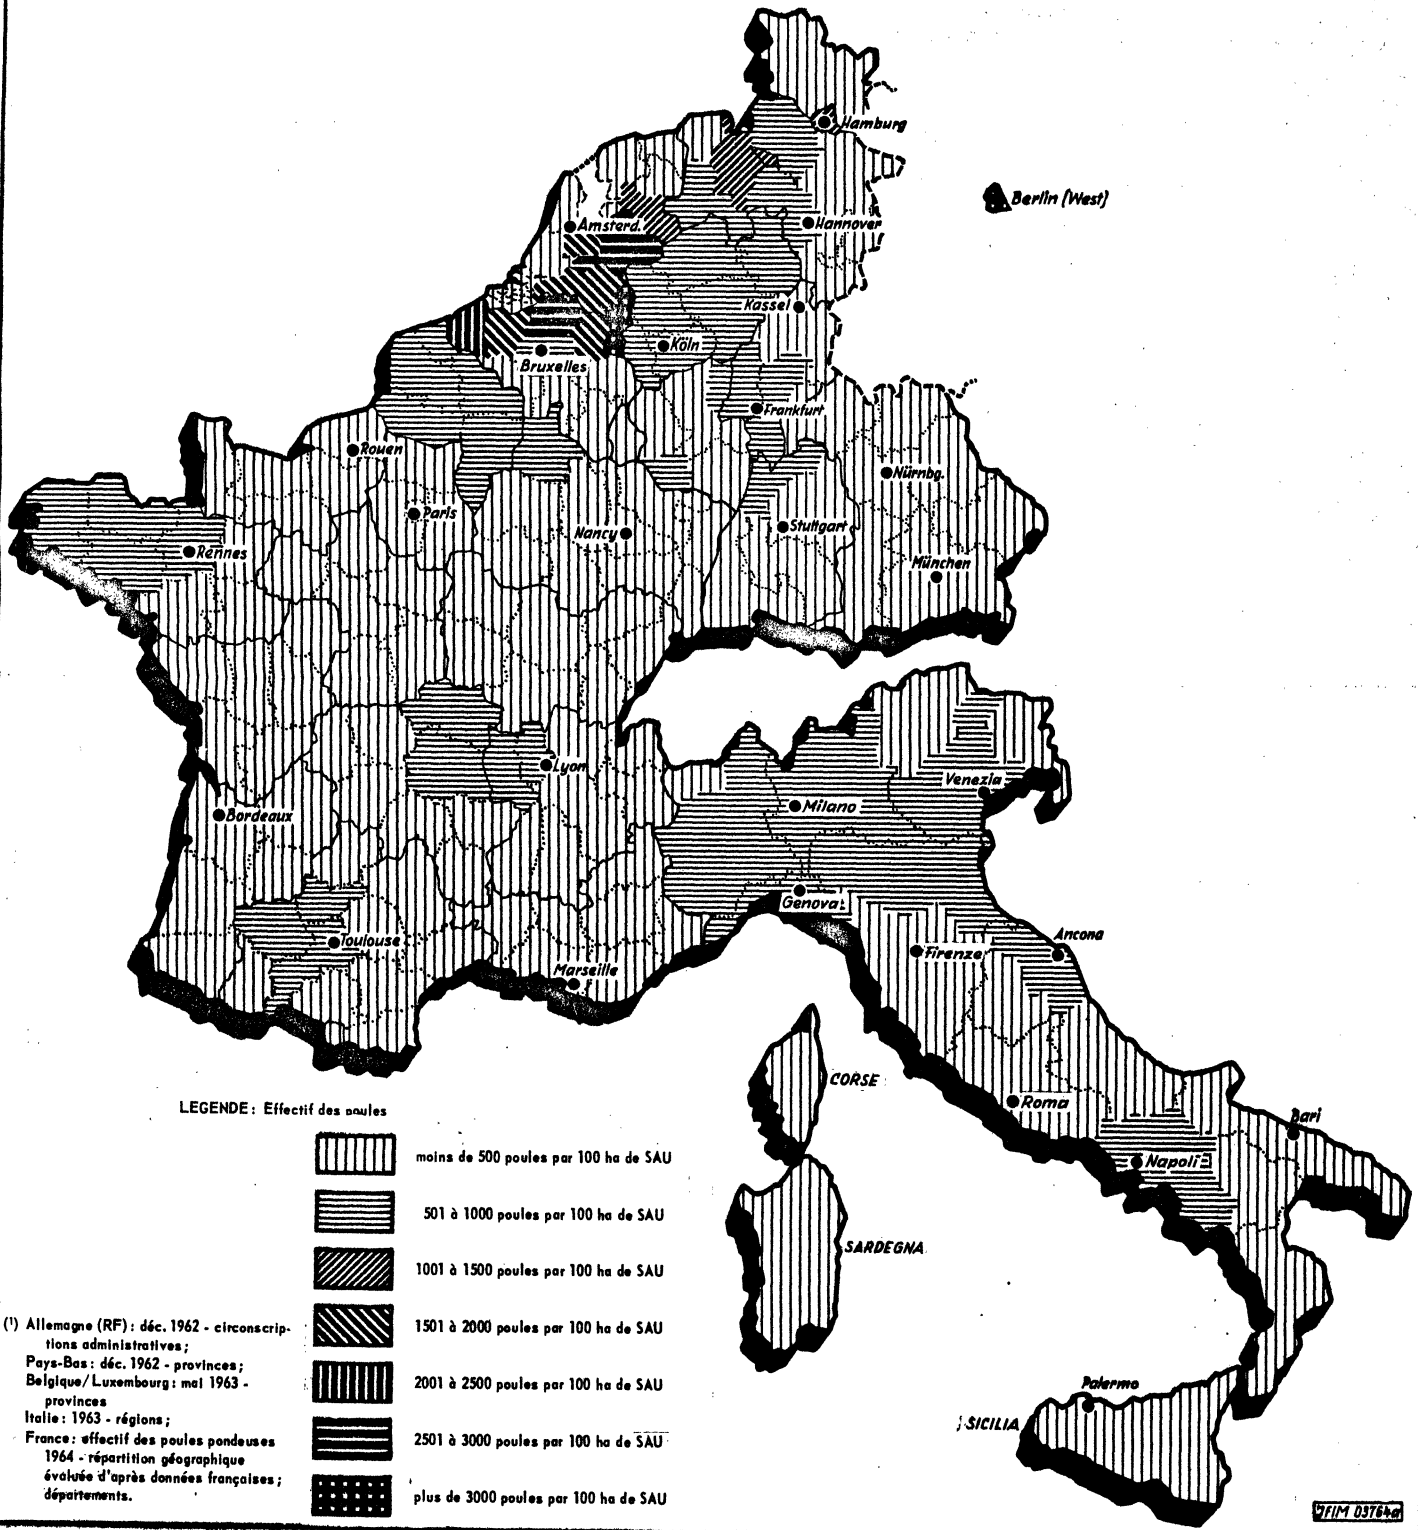 Hamburg
Berlin (West)
Amsterd.
Hannover
Kassel
Köln
Bruxelles
Frankfurt
Rouen
Nürnbg.
Paris
Nancy
Stuttgart
Rennes
München
Lyon
Venezia
Milano
Bordeaux
Genova
Toulouse
Firenze
Ancona
Marseille
CORSE
Roma
Bari
Napoli
SARDEGNA
Palermo
SICILIA
LEGENDE: Effectif des poules
moins de 500 poules par 100 ha de SAU
501 à 1000 poules par 100 ha de SAU
1001 à 1500 poules par 100 ha de SAU
1501 à 2000 poules par 100 ha de SAU
2001 à 2500 poules par 100 ha de SAU
2501 à 3000 poules par 100 ha de SAU
plus de 3000 poules par 100 ha de SAU
(1) Allemagne (RF): déc. 1962 - circonscrip-
tions administratives;
Pays-Bas: déc. 1962 - provinces;
Belgique/Luxembourg: mai 1963 -
provinces
Italie: 1963 - régions;
France: effectif des poules pondeuses
1964 - répartition géographique
évaluée d'après données françaises;
départements.